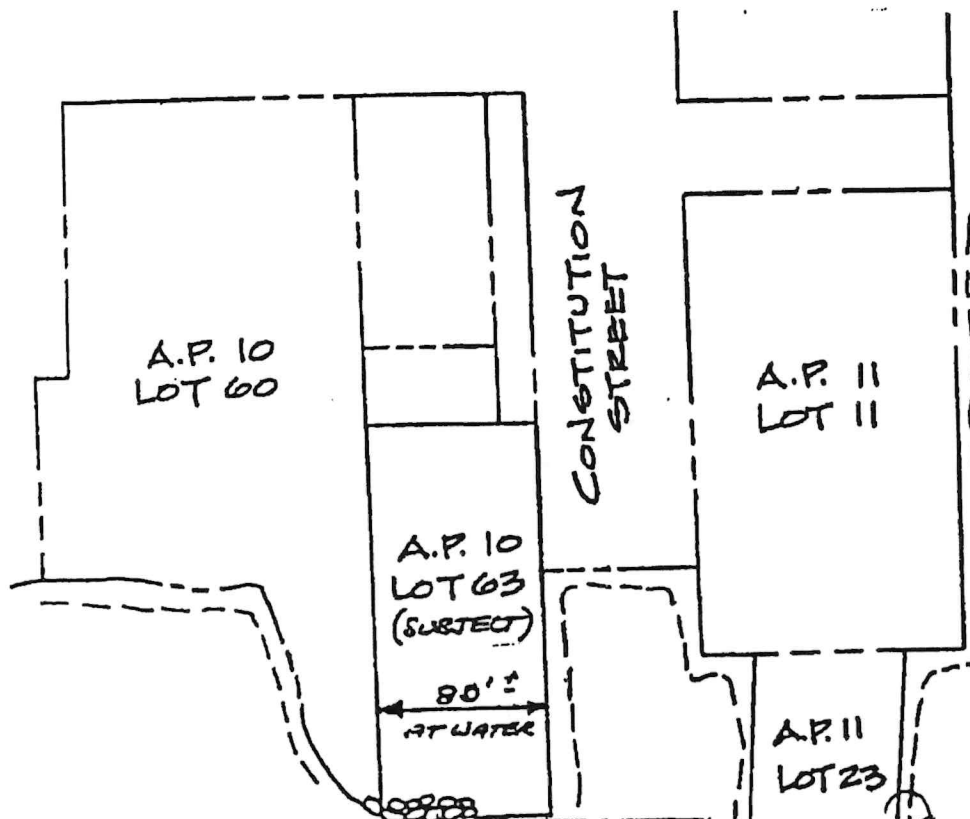 A.P. 10
LOT 60
CONSTITUTION
STREET
A.P. 11
LOT 11
A.P. 10
LOT 63
(SUBJECT)
80'±
AT WATER
A.P. 11
LOT 23